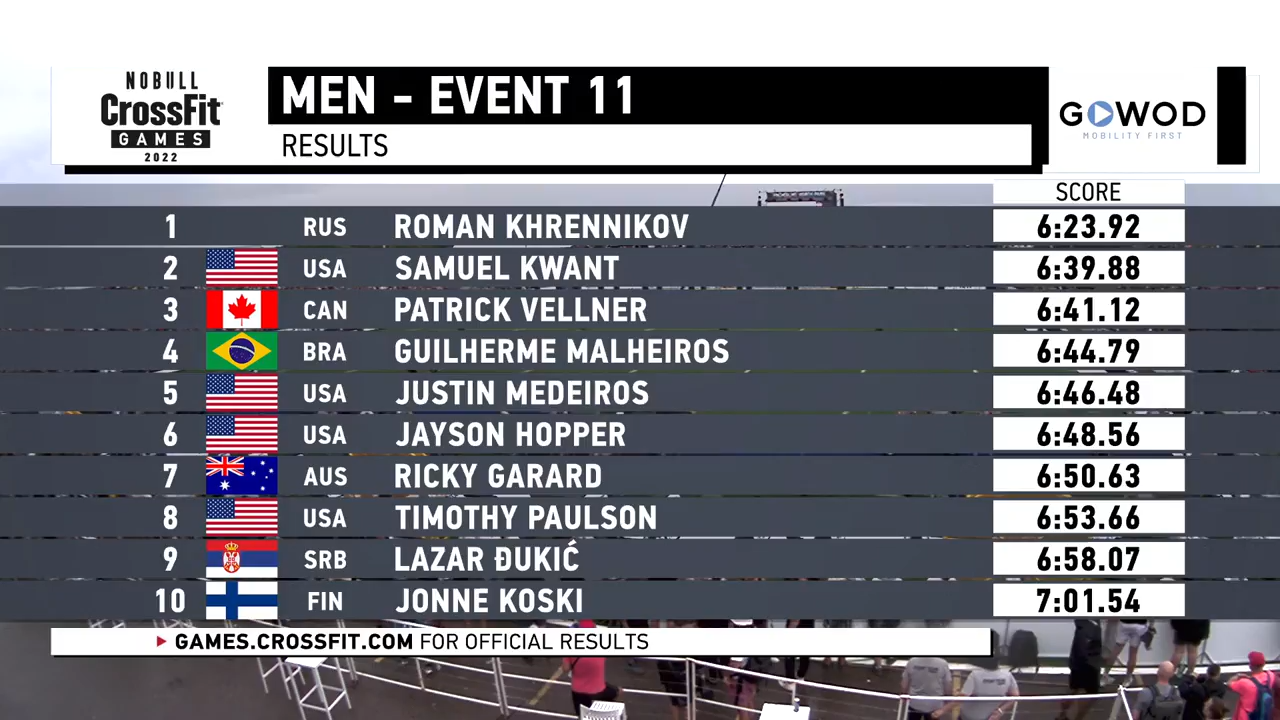 NOBULL
CrossFit
GAMES
2022
MEN - EVENT 11
RESULTS
GOWOD
MOBILITY FIRST
SCORE
1 RUS ROMAN KHRENNIKOV 6:23.92
2 USA SAMUEL KWANT 6:39.88
3 CAN PATRICK VELLNER 6:41.12
4 BRA GUILHERME MALHEIROS 6:44.79
5 USA JUSTIN MEDEIROS 6:46.48
6 USA JAYSON HOPPER 6:48.56
7 AUS RICKY GARARD 6:50.63
8 USA TIMOTHY PAULSON 6:53.66
9 SRB LAZAR ĐUKIĆ 6:58.07
10 FIN JONNE KOSKI 7:01.54
GAMES.CROSSFIT.COM FOR OFFICIAL RESULTS